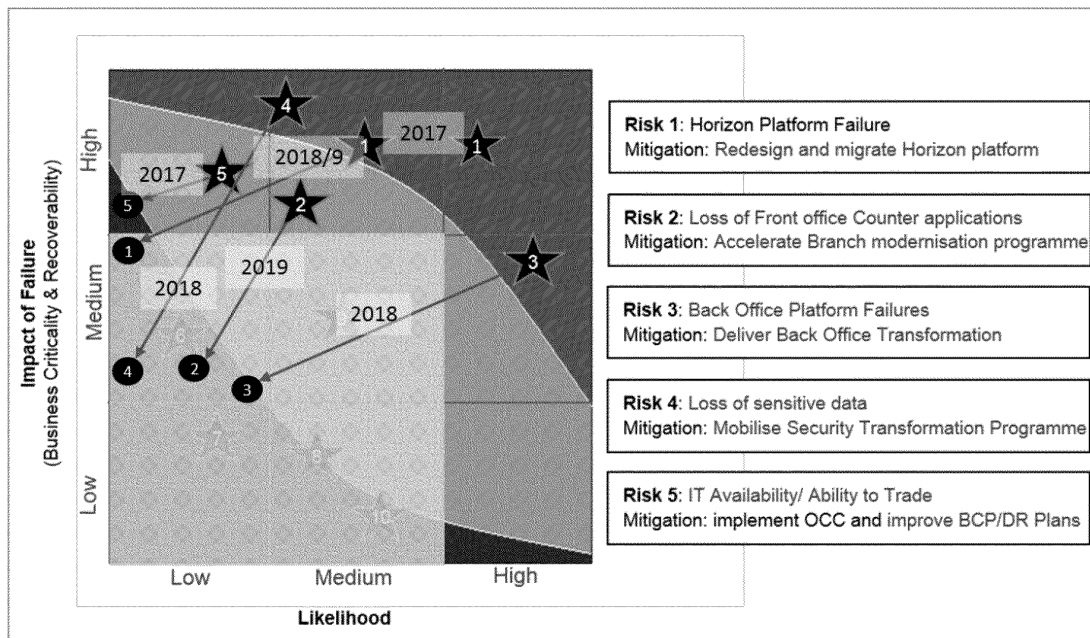 4
1
2017
1
2018/9
2017
5
2
5
1
3
2019
2018
2018
6
4
2
3
7
8
10
High
Medium
Low
Impact of Failure
(Business Criticality & Recoverability)
Low
Medium
High
Likelihood
Risk 1: Horizon Platform Failure
Mitigation: Redesign and migrate Horizon platform
Risk 2: Loss of Front office Counter applications
Mitigation: Accelerate Branch modernisation programme
Risk 3: Back Office Platform Failures
Mitigation: Deliver Back Office Transformation
Risk 4: Loss of sensitive data
Mitigation: Mobilise Security Transformation Programme
Risk 5: IT Availability/ Ability to Trade
Mitigation: implement OCC and improve BCP/DR Plans